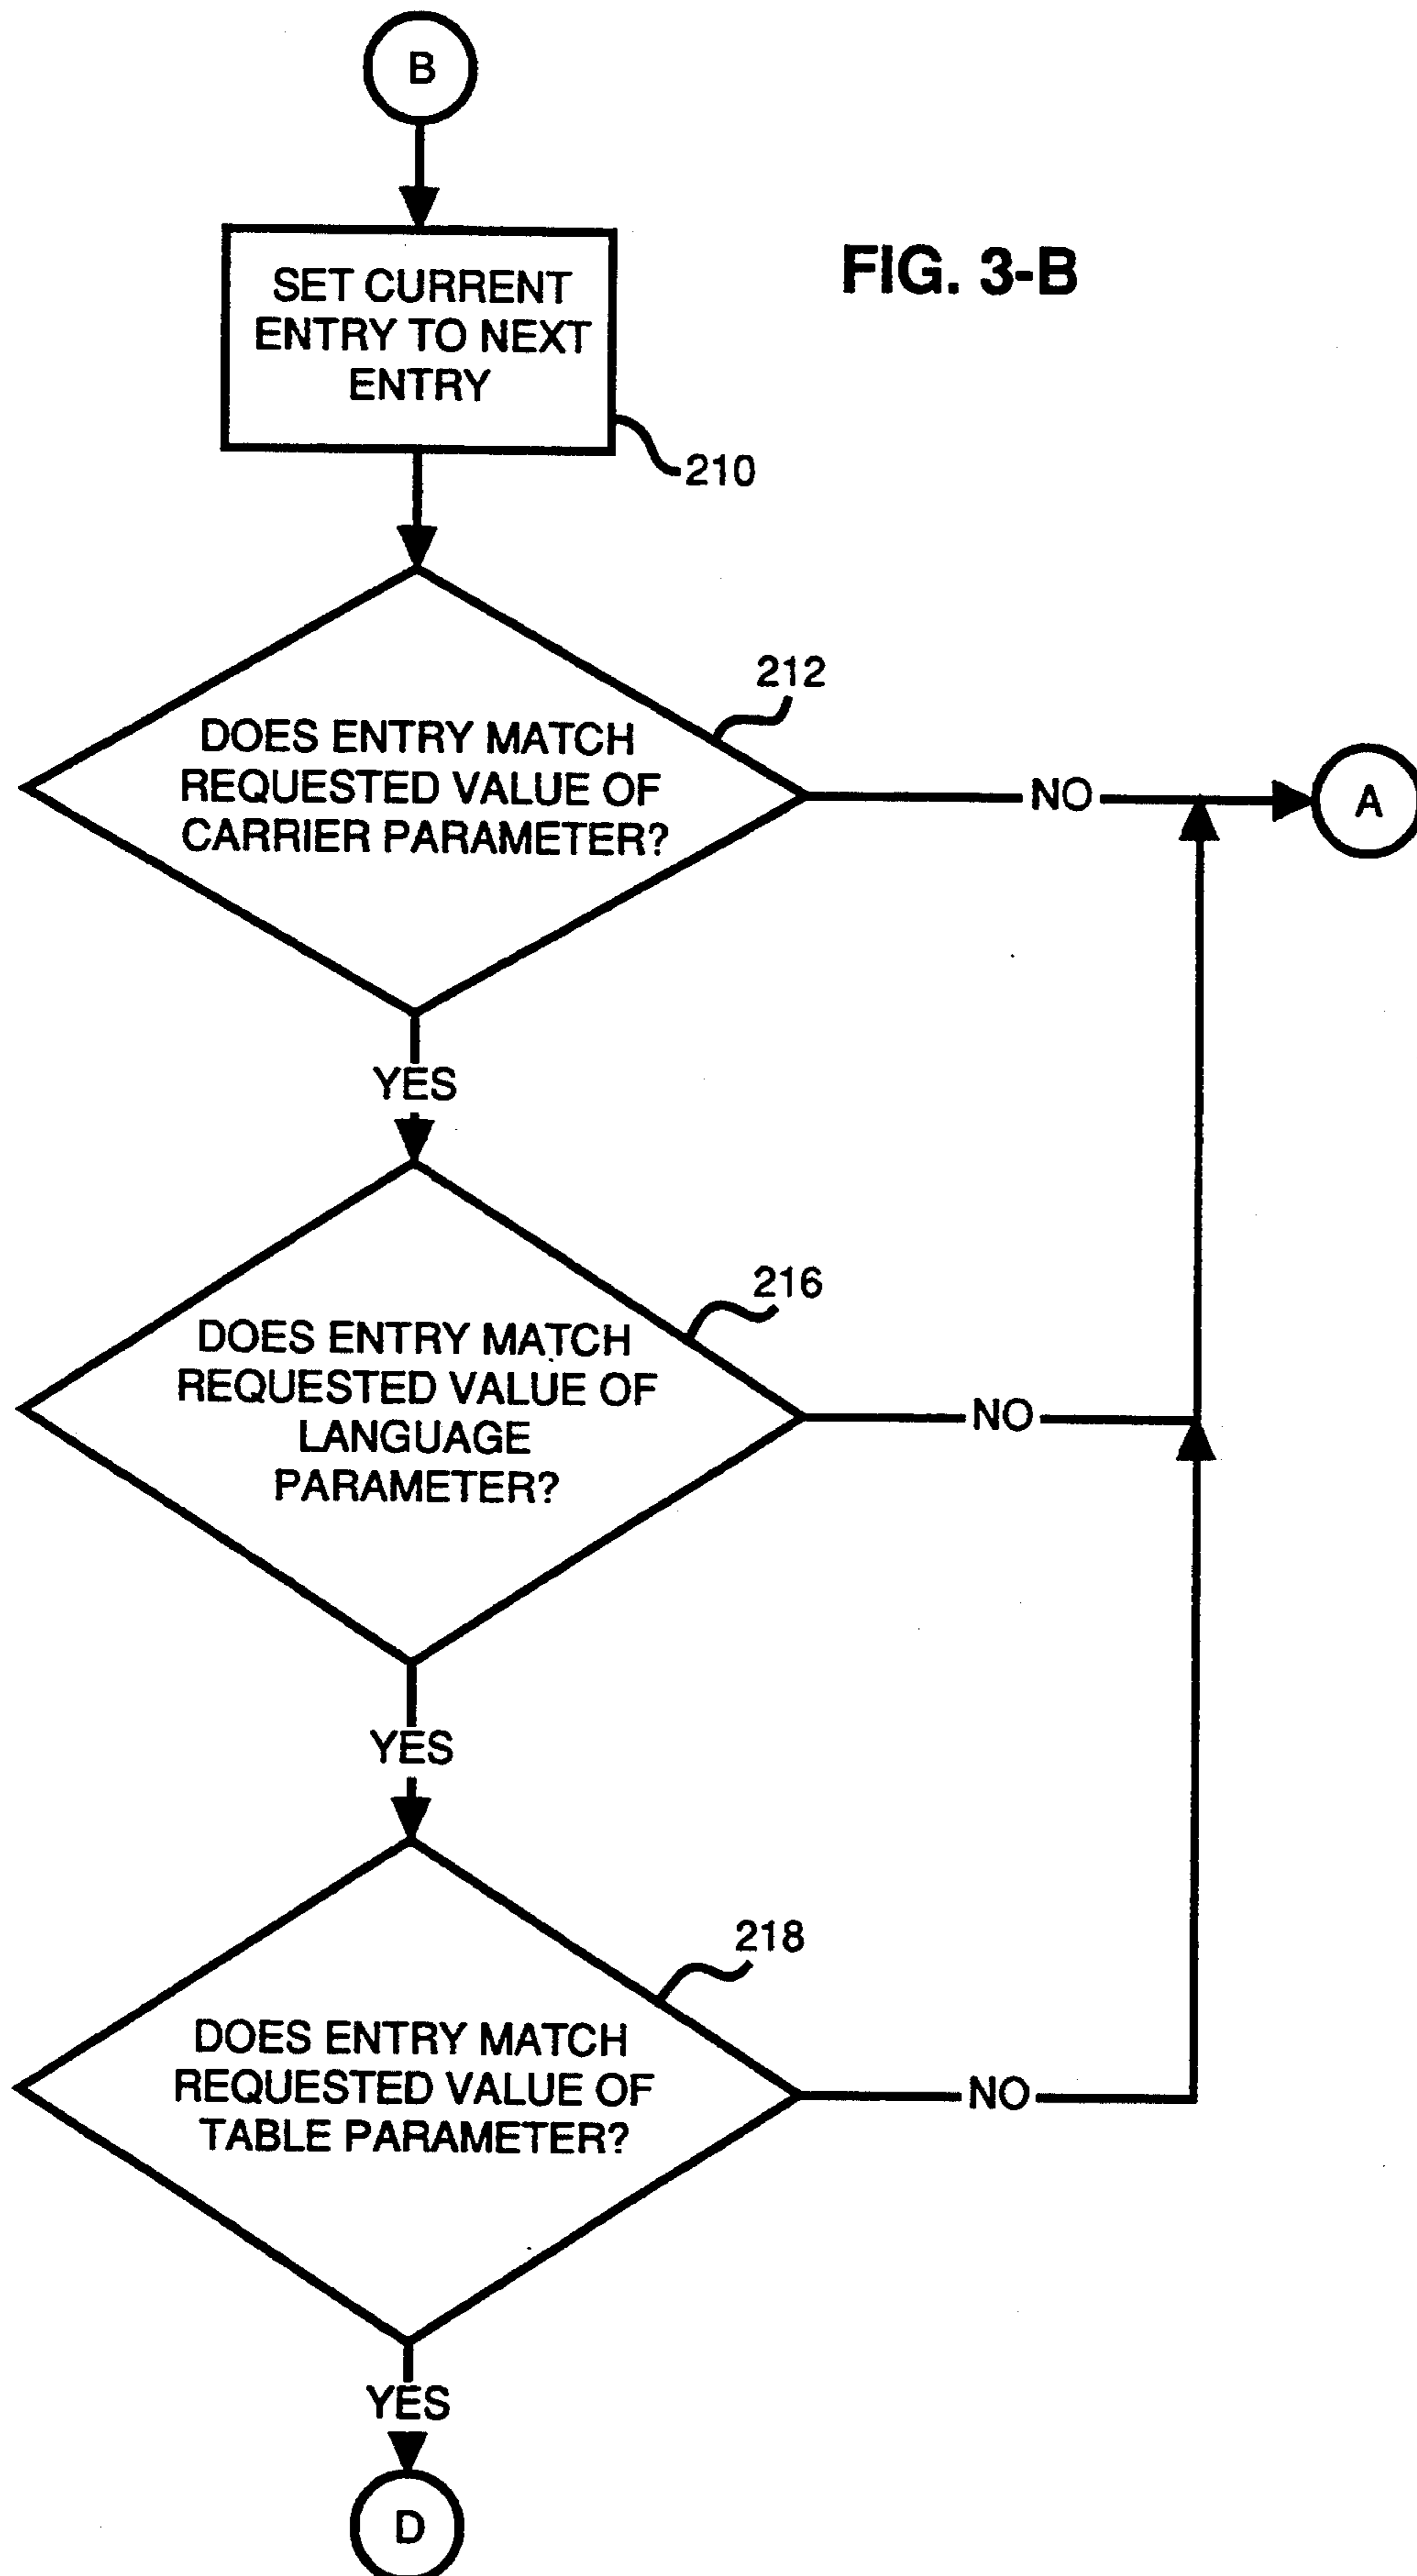 B
SET CURRENT
ENTRY TO NEXT
ENTRY
FIG. 3-B
210
212
DOES ENTRY MATCH
REQUESTED VALUE OF
CARRIER PARAMETER?
NO
A
YES
216
DOES ENTRY MATCH
REQUESTED VALUE OF
LANGUAGE
PARAMETER?
NO
YES
218
DOES ENTRY MATCH
REQUESTED VALUE OF
TABLE PARAMETER?
NO
YES
D